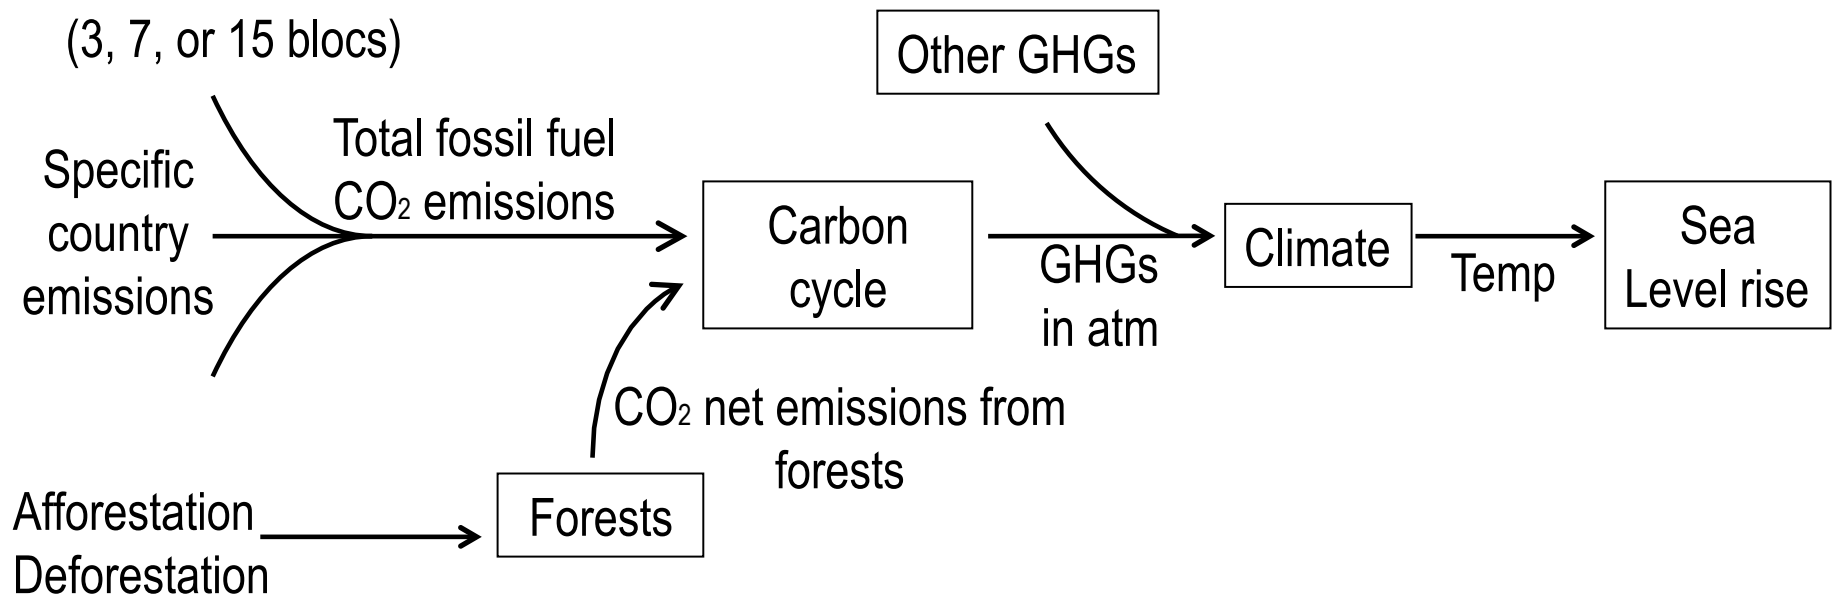 (3, 7, or 15 blocs)
Other GHGs
Total fossil fuel
CO₂ emissions
Specific
country
emissions
Carbon
cycle
GHGs
in atm
Climate
Temp
Sea
Level rise
CO₂ net emissions from
forests
Afforestation
Deforestation
Forests